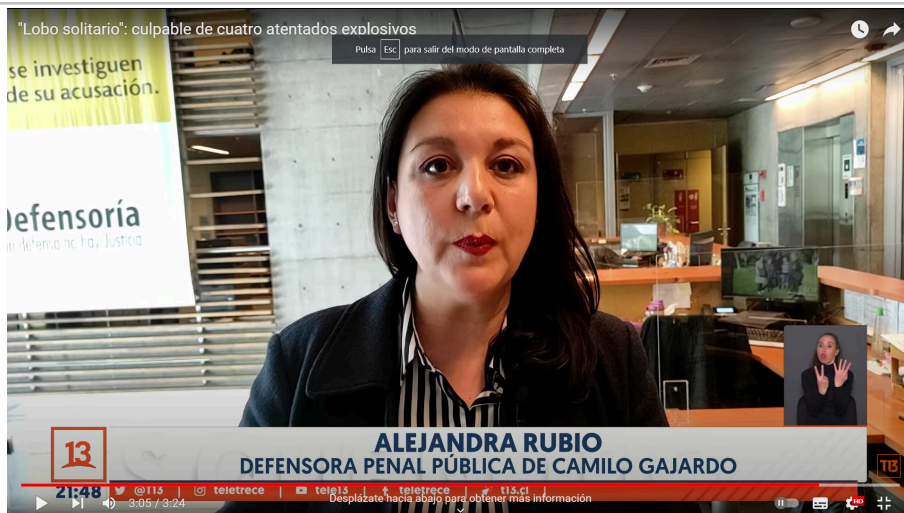 "Lobo solitario": culpable de cuatro atentados explosivos
Pulsa Esc para salir del modo de pantalla completa
se investiguen
de su acusación.
Defensoría
13
ALEJANDRA RUBIO
DEFENSORA PENAL PÚBLICA DE CAMILO GAJARDO
T13
21:48 @T13 | teletrece | tele13 | teletrece | t13.cl |
3:05 / 3:24
Desplázate hacia abajo para obtener más información
HD